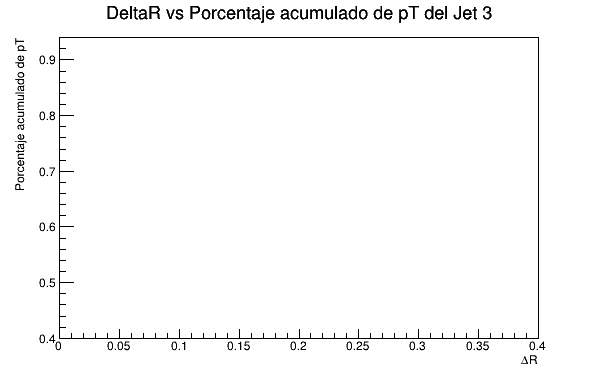 DeltaR vs Porcentaje acumulado de pT del Jet 3
Porcentaje acumulado de pT
0.9
0.8
0.7
0.6
0.5
0.4
0 0.05 0.1 0.15 0.2 0.25 0.3 0.35 0.4
ΔR